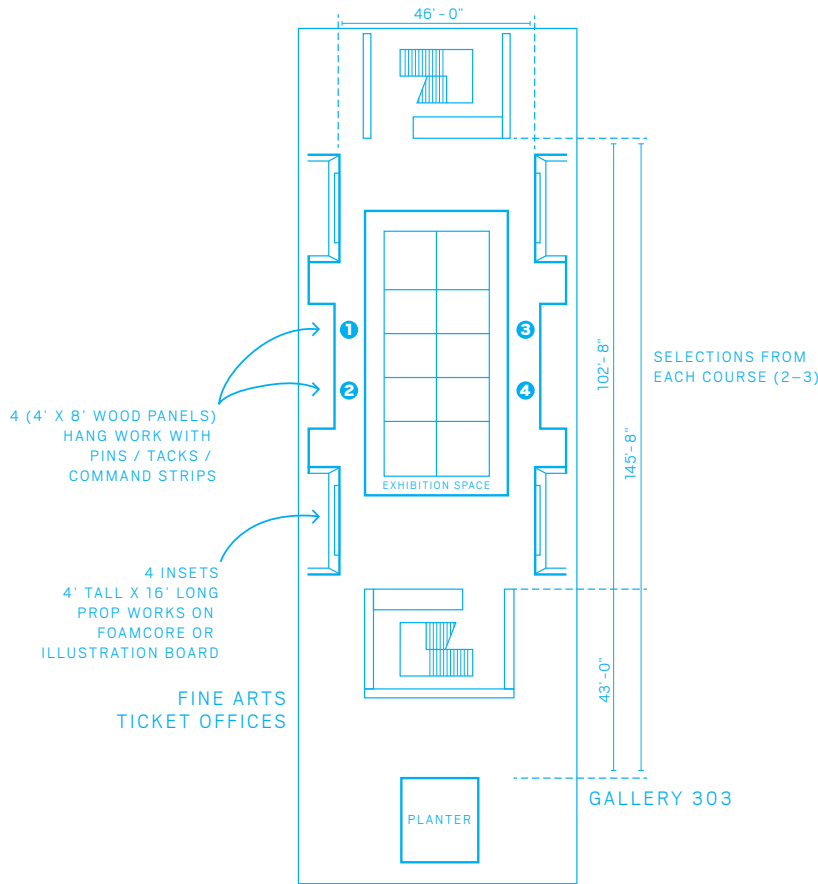 46'-0"
1
3
102'-8"
SELECTIONS FROM
EACH COURSE (2–3)
2
4
4 (4' X 8' WOOD PANELS)
HANG WORK WITH
PINS / TACKS /
COMMAND STRIPS
145'-8"
EXHIBITION SPACE
4 INSETS
4' TALL X 16' LONG
PROP WORKS ON
FOAMCORE OR
ILLUSTRATION BOARD
43'-0"
FINE ARTS
TICKET OFFICES
GALLERY 303
PLANTER